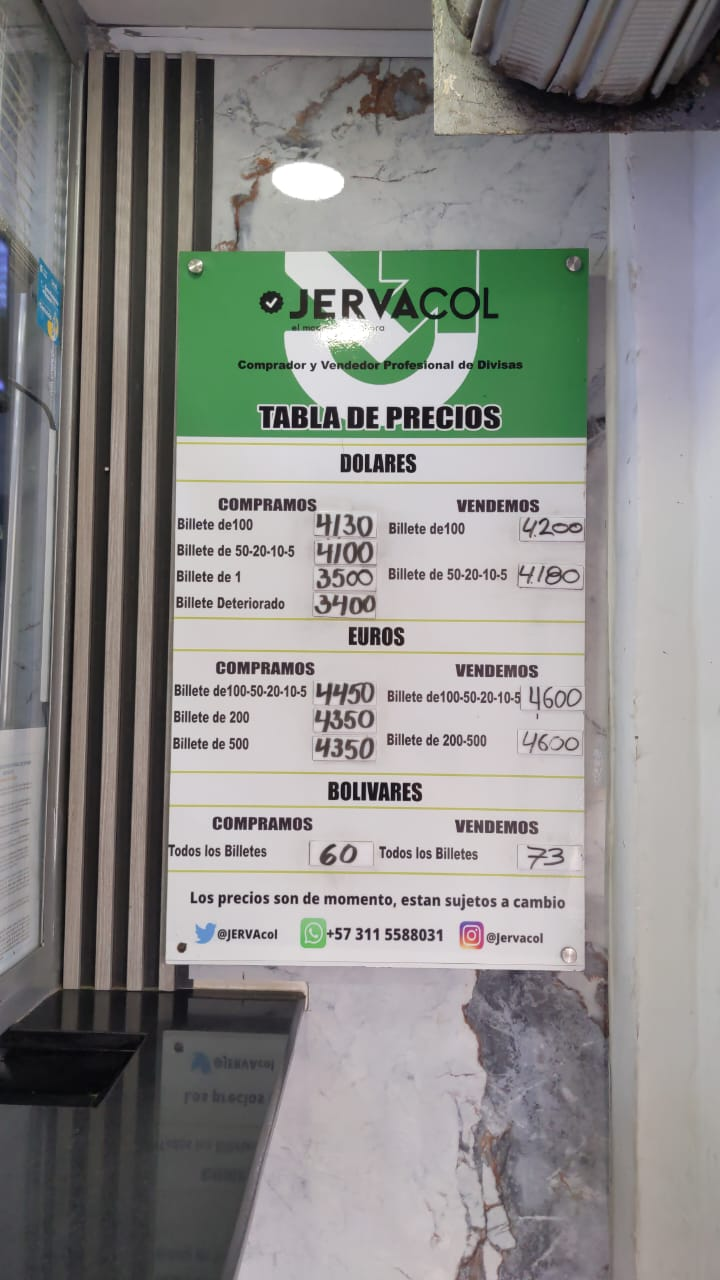 JERVACOL
Comprador y Vendedor Profesional de Divisas
TABLA DE PRECIOS
DOLARES
COMPRAMOS VENDEMOS
Billete de100 4130 Billete de100 4.200
Billete de 50-20-10-5 4100
Billete de 1 3500 Billete de 50-20-10-5 4.180
Billete Deteriorado 3400
EUROS
COMPRAMOS VENDEMOS
Billete de100-50-20-10-5 4450 Billete de100-50-20-10-5 4600
Billete de 200 4350
Billete de 500 4350 Billete de 200-500 4600
BOLIVARES
COMPRAMOS VENDEMOS
Todos los Billetes 60 Todos los Billetes 73
Los precios son de momento, estan sujetos a cambio
@JERVAcol +57 311 5588031 @Jervacol